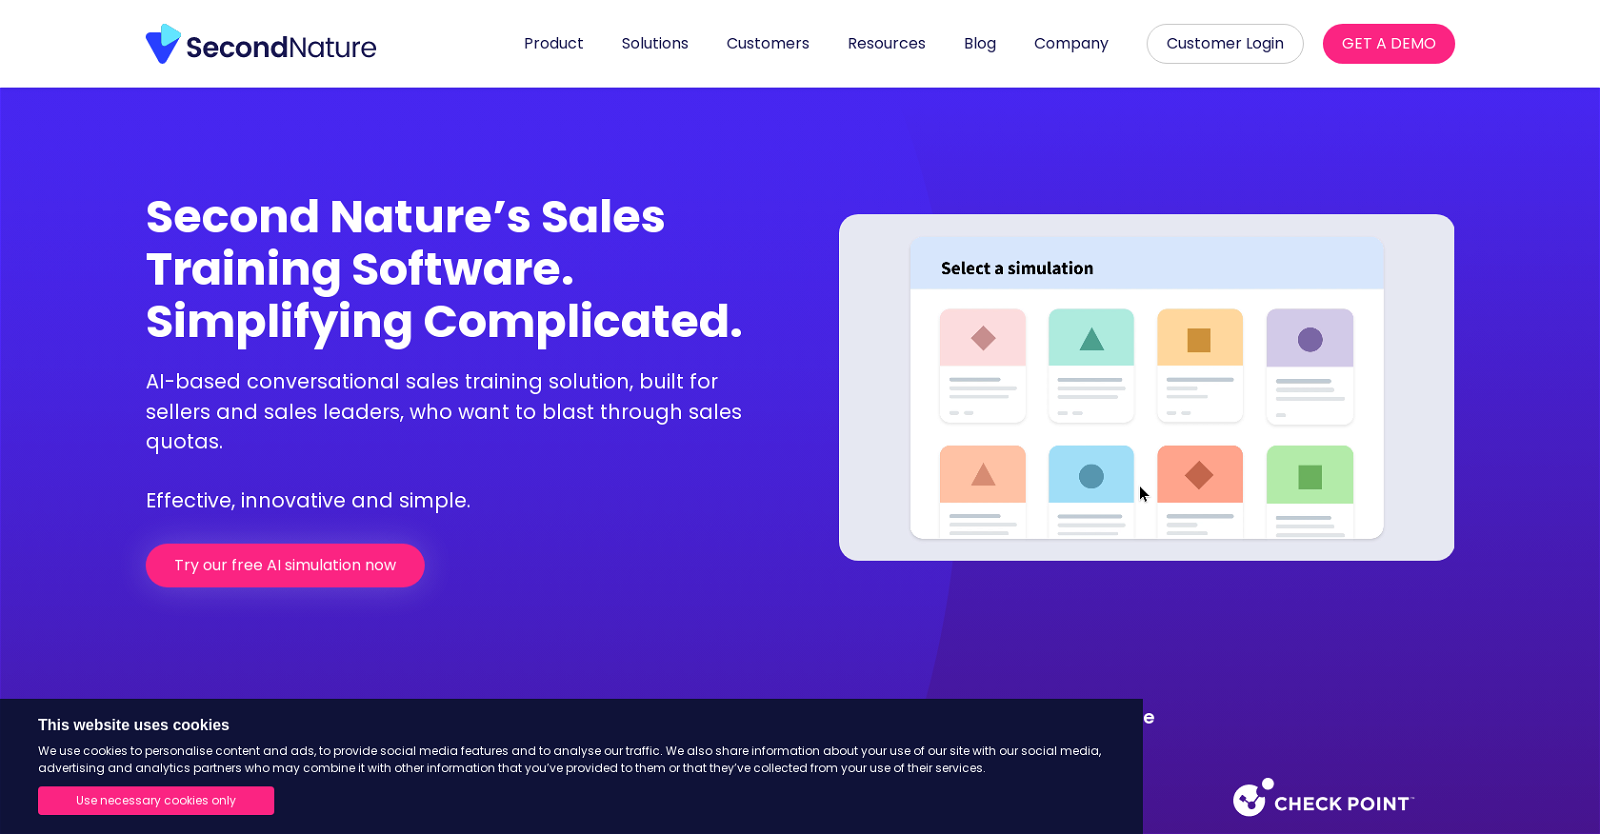 SecondNature
Product
Solutions
Customers
Resources
Blog
Company
Customer Login
GET A DEMO
Second Nature’s Sales
Training Software.
Simplifying Complicated.
AI-based conversational sales training solution, built for
sellers and sales leaders, who want to blast through sales
quotas.
Effective, innovative and simple.
Try our free AI simulation now
Select a simulation
This website uses cookies
We use cookies to personalise content and ads, to provide social media features and to analyse our traffic. We also share information about your use of our site with our social media,
advertising and analytics partners who may combine it with other information that you’ve provided to them or that they’ve collected from your use of their services.
Use necessary cookies only
CHECK POINT